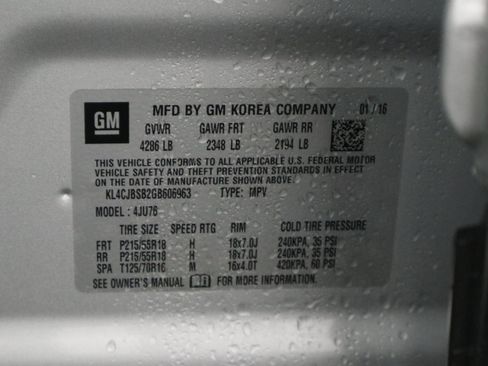 GM
MFD BY GM KOREA COMPANY 01/16
GVWR GAWR FRT GAWR RR
4286 LB 2348 LB 2194 LB
THIS VEHICLE CONFORMS TO ALL APPLICABLE U.S. FEDERAL MOTOR
VEHICLE SAFETY AND THEFT PREVENTION STANDARDS IN EFFECT ON
THE DATE OF MANUFACTURE SHOWN ABOVE.
KL4CJBSB2GB606963 TYPE: MPV
MODEL : 4JU76
TIRE SIZE SPEED RTG RIM COLD TIRE PRESSURE
FRT P215/55R18 H 18x7.0J 240KPA, 35 PSI
RR P215/55R18 H 18x7.0J 240KPA, 35 PSI
SPA T125/70R16 M 16x4.0T 420KPA, 60 PSI
SEE OWNER'S MANUAL FOR MORE INFORMATION.